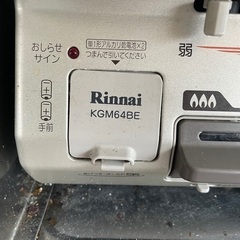 単1形アルカリ乾電池×2
つまんで引いてください
おしらせ
サイン
弱
手前
Rinnai
KGM64BE